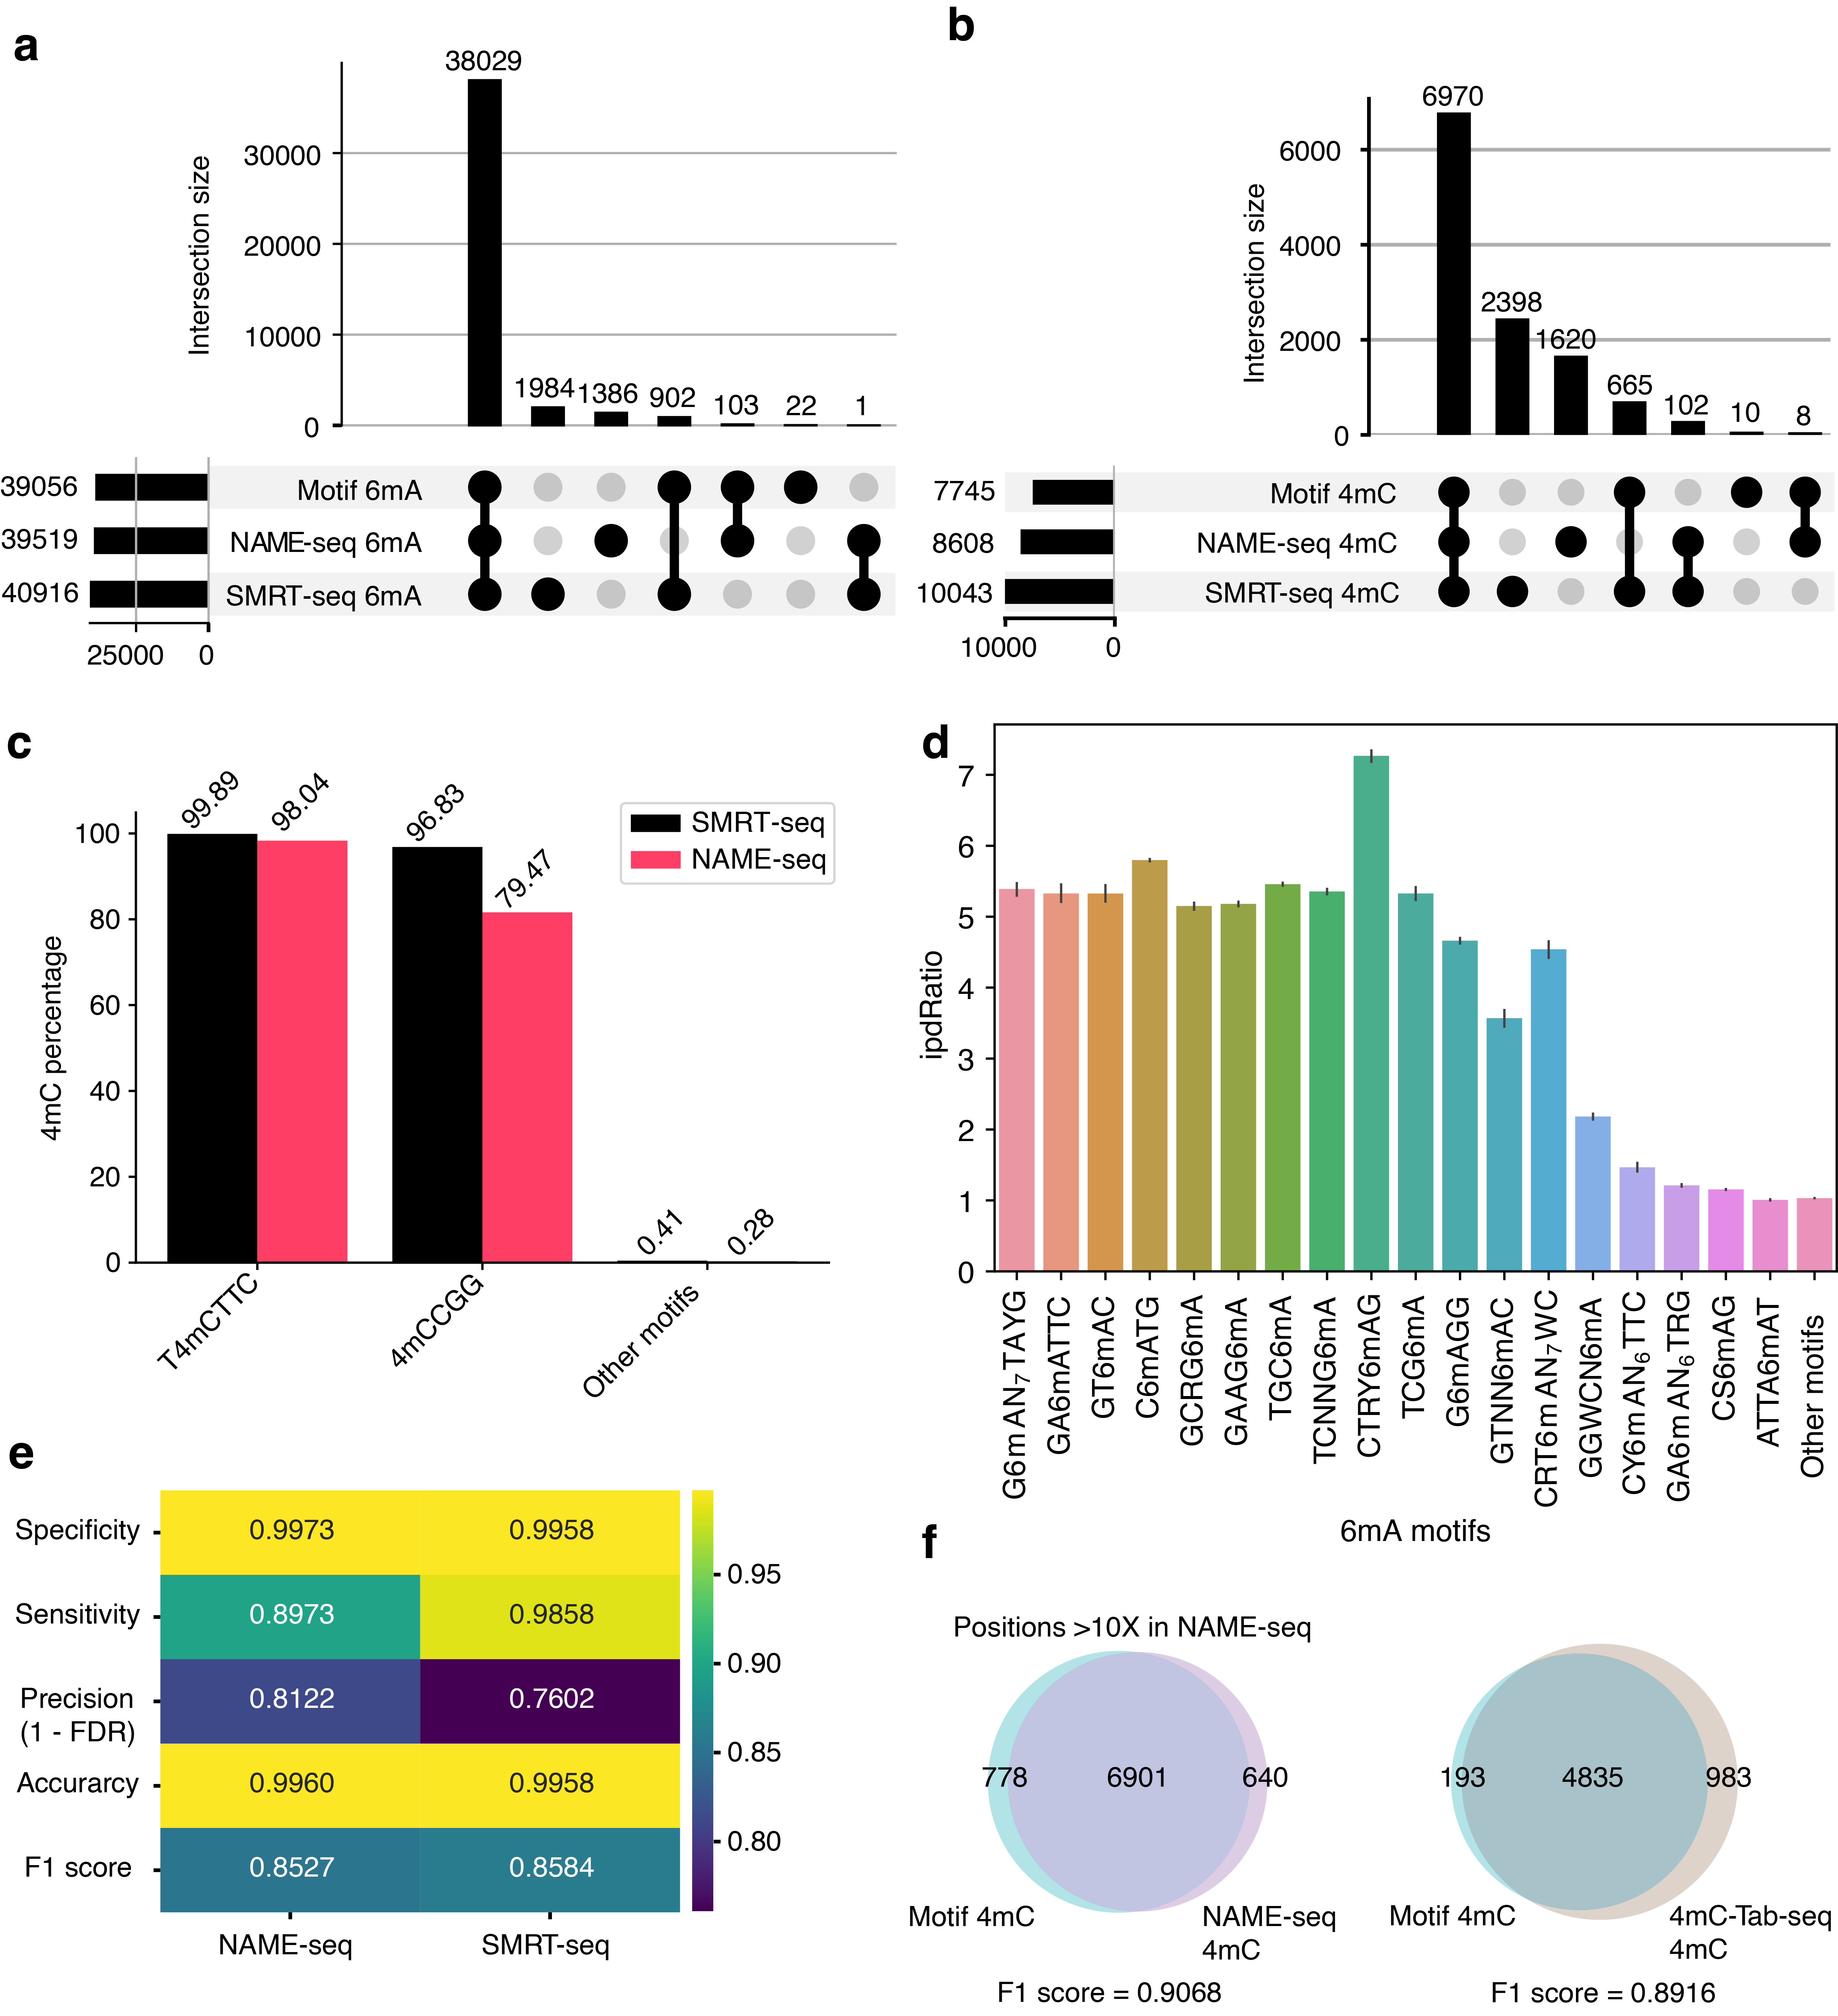 a
38029
30000
20000
10000
0
Intersection size
1984
1386
902
103
22
1
39056
Motif 6mA
39519
NAME-seq 6mA
40916
SMRT-seq 6mA
25000
0
b
6970
6000
4000
2000
0
Intersection size
2398
1620
665
102
10
8
7745
Motif 4mC
8608
NAME-seq 4mC
10043
SMRT-seq 4mC
10000
0
c
99.89
98.04
96.83
79.47
0.41
0.28
SMRT-seq
NAME-seq
100
80
60
40
20
0
4mC percentage
T4mCTTC
4mCCGG
Other motifs
d
7
6
5
4
3
2
1
0
ipdRatio
G6mAN7TAYG
GA6mATTC
GT6mAC
C6mATG
GCRG6mA
GAAG6mA
TGC6mA
TCNNG6mA
CTRY6mAG
TCG6mA
G6mAGG
GTNN6mAC
CRT6mAN7WC
GGWCN6mA
CY6mAN6TTC
GA6mAN6TRG
CS6mAG
ATTA6mAT
Other motifs
6mA motifs
e
Specificity
0.9973
0.9958
Sensitivity
0.8973
0.9858
Precision
(1 - FDR)
0.8122
0.7602
Accurarcy
0.9960
0.9958
F1 score
0.8527
0.8584
NAME-seq
SMRT-seq
0.95
0.90
0.85
0.80
f
Positions >10X in NAME-seq
778
6901
640
Motif 4mC
NAME-seq
4mC
F1 score = 0.9068
193
4835
983
Motif 4mC
4mC-Tab-seq
4mC
F1 score = 0.8916